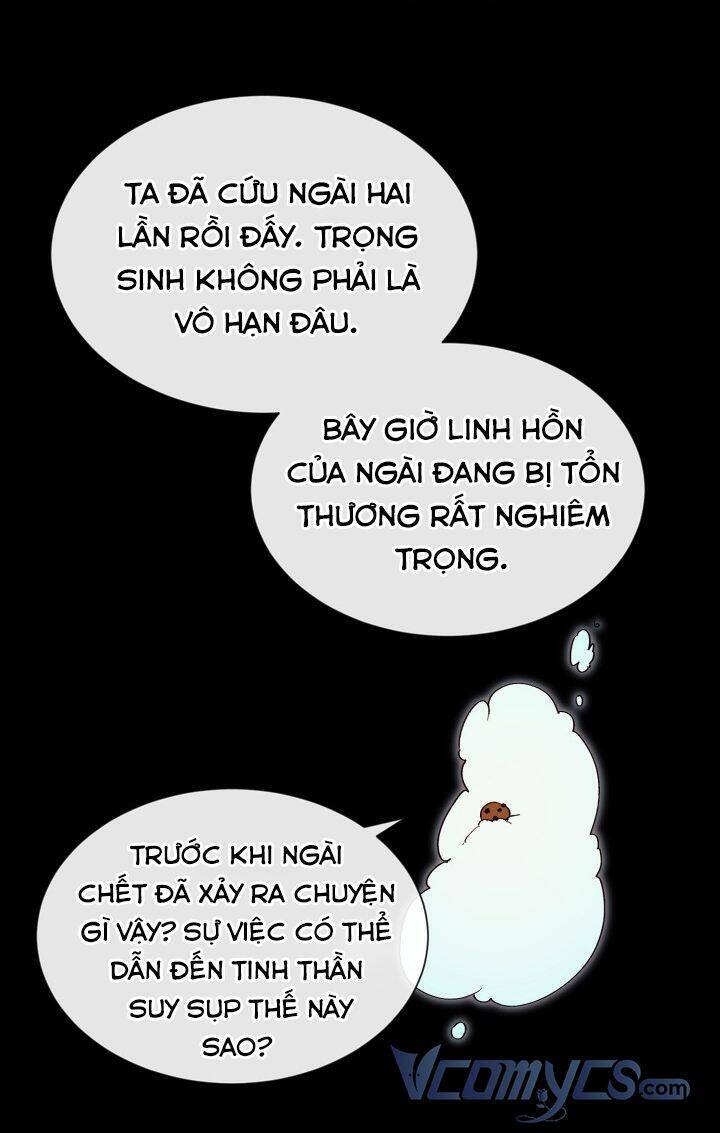 TA ĐÃ CỨU NGÀI HAI
LẦN RỒI ĐẤY. TRỌNG
SINH KHÔNG PHẢI LÀ
VÔ HẠN ĐÂU.
BÂY GIỜ LINH HỒN
CỦA NGÀI ĐANG BỊ TỔN
THƯƠNG RẤT NGHIÊM
TRỌNG.
TRƯỚC KHI NGÀI
CHẾT ĐÃ XẢY RA CHUYỆN
GÌ VẬY? SỰ VIỆC CÓ THỂ
DẪN ĐẾN TINH THẦN
SUY SỤP THẾ NÀY
SAO?
VCOMYCS.com